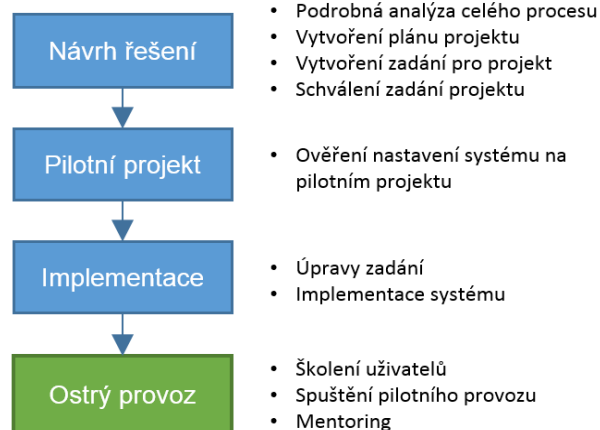 Návrh řešení
• Podrobná analýza celého procesu
• Vytvoření plánu projektu
• Vytvoření zadání pro projekt
• Schválení zadání projektu
Pilotní projekt
• Ověření nastavení systému na
pilotním projektu
Implementace
• Úpravy zadání
• Implementace systému
Ostrý provoz
• Školení uživatelů
• Spuštění pilotního provozu
• Mentoring